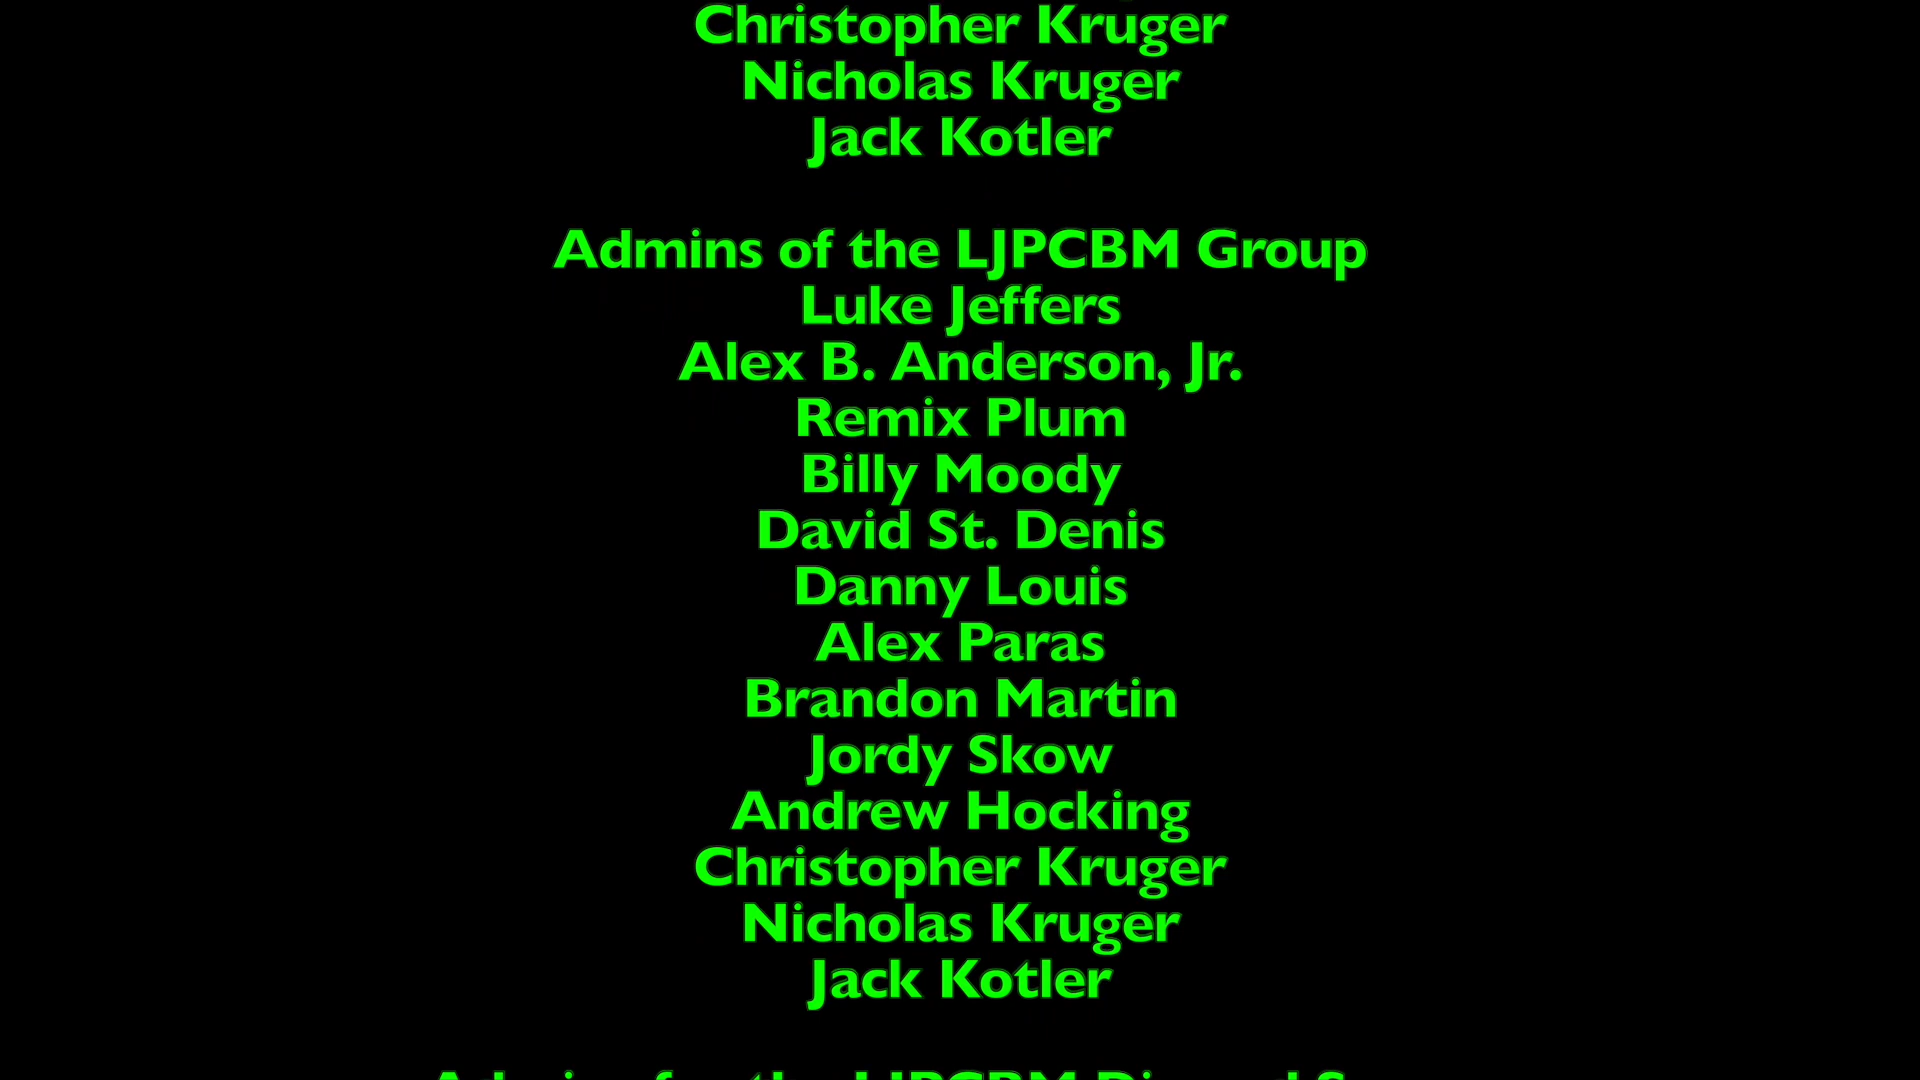 Christopher Kruger
Nicholas Kruger
Jack Kotler
Admins of the LJPCBM Group
Luke Jeffers
Alex B. Anderson, Jr.
Remix Plum
Billy Moody
David St. Denis
Danny Louis
Alex Paras
Brandon Martin
Jordy Skow
Andrew Hocking
Christopher Kruger
Nicholas Kruger
Jack Kotler